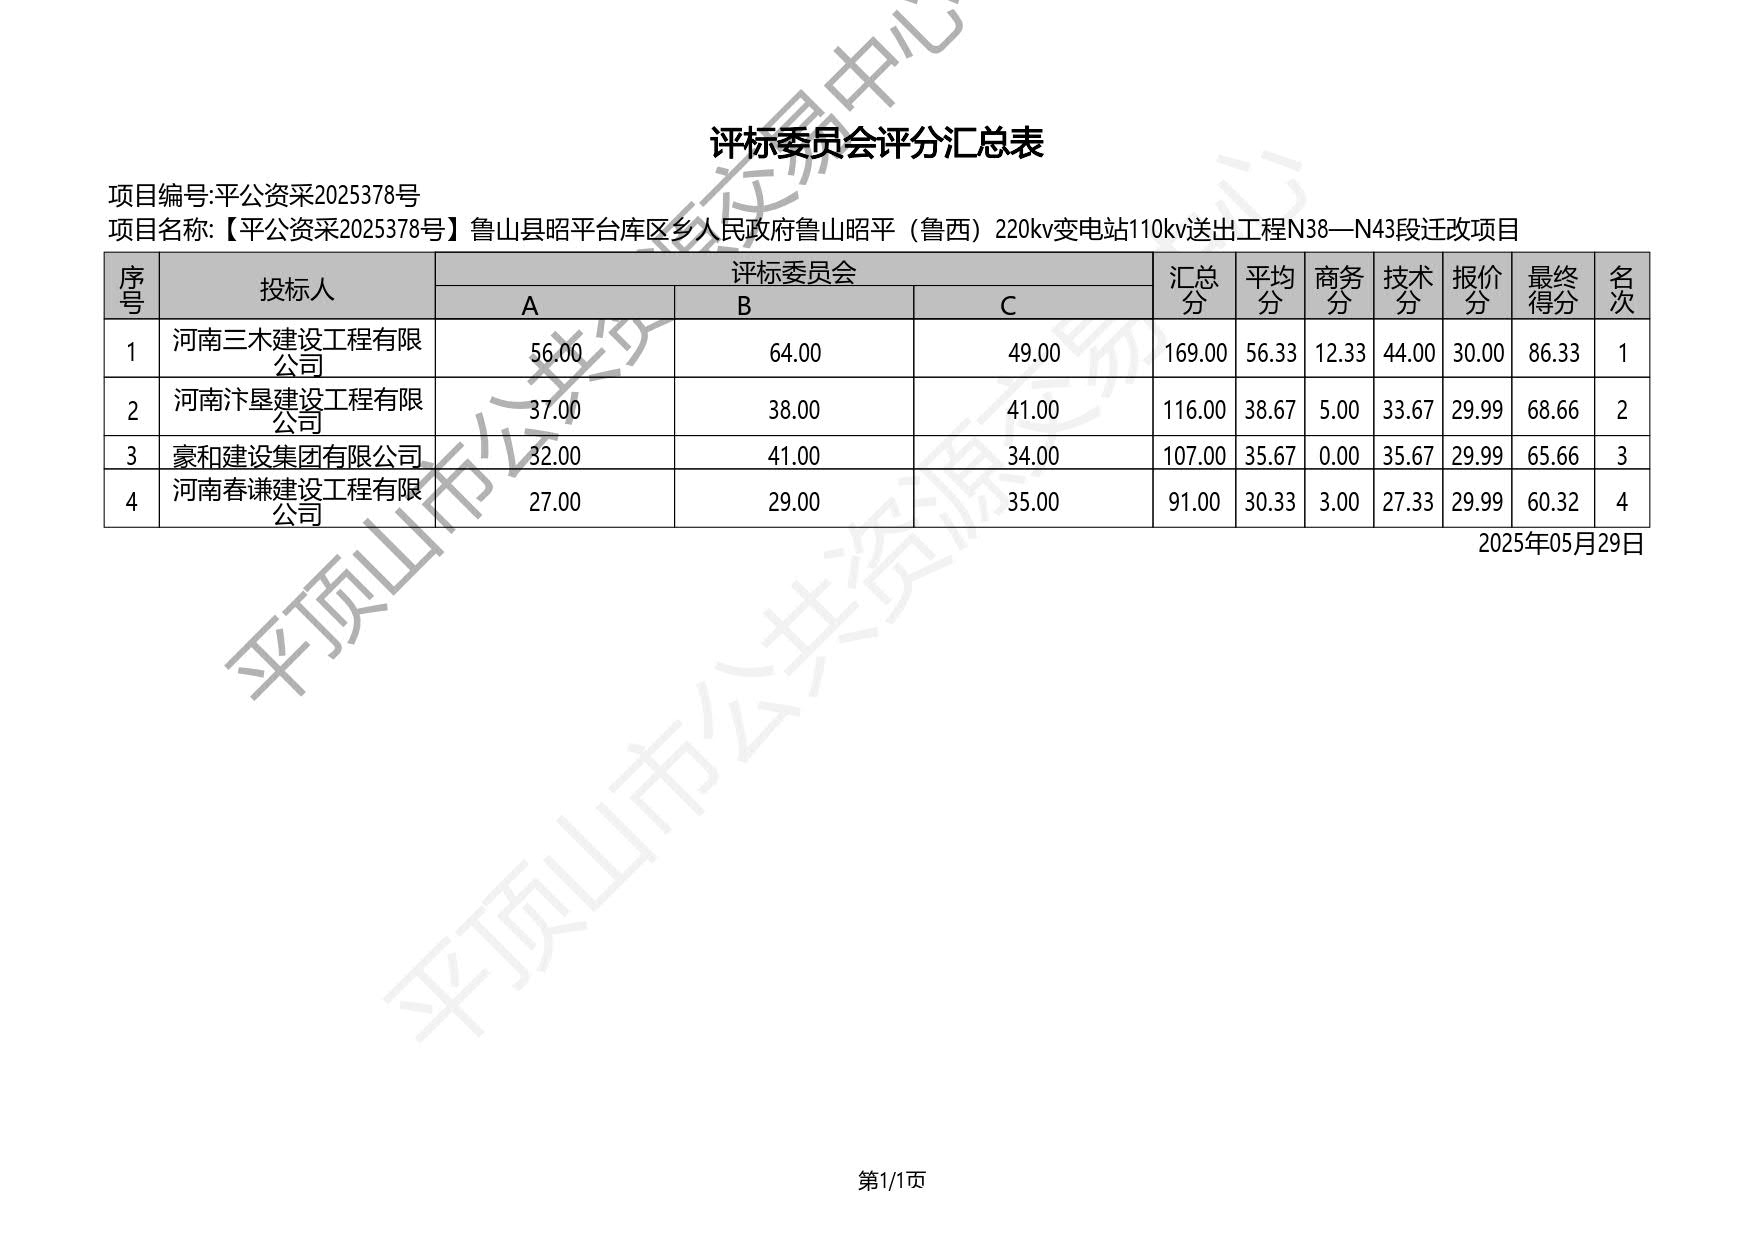 评标委员会评分汇总表
项目编号:平公资采2025378号
项目名称:【平公资采2025378号】鲁山县昭平台库区乡人民政府鲁山昭平（鲁西）220kv变电站110kv送出工程N38—N43段迁改项目
序号 投标人 评标委员会 汇总分 平均分 商务分 技术分 报价分 最终得分 名次
A B C
1 河南三木建设工程有限公司 56.00 64.00 49.00 169.00 56.33 12.33 44.00 30.00 86.33 1
2 河南汴垦建设工程有限公司 37.00 38.00 41.00 116.00 38.67 5.00 33.67 29.99 68.66 2
3 豪和建设集团有限公司 32.00 41.00 34.00 107.00 35.67 0.00 35.67 29.99 65.66 3
4 河南春谦建设工程有限公司 27.00 29.00 35.00 91.00 30.33 3.00 27.33 29.99 60.32 4
2025年05月29日
平顶山市公共资源交易中心
平顶山市公共资源交易中心
第1/1页